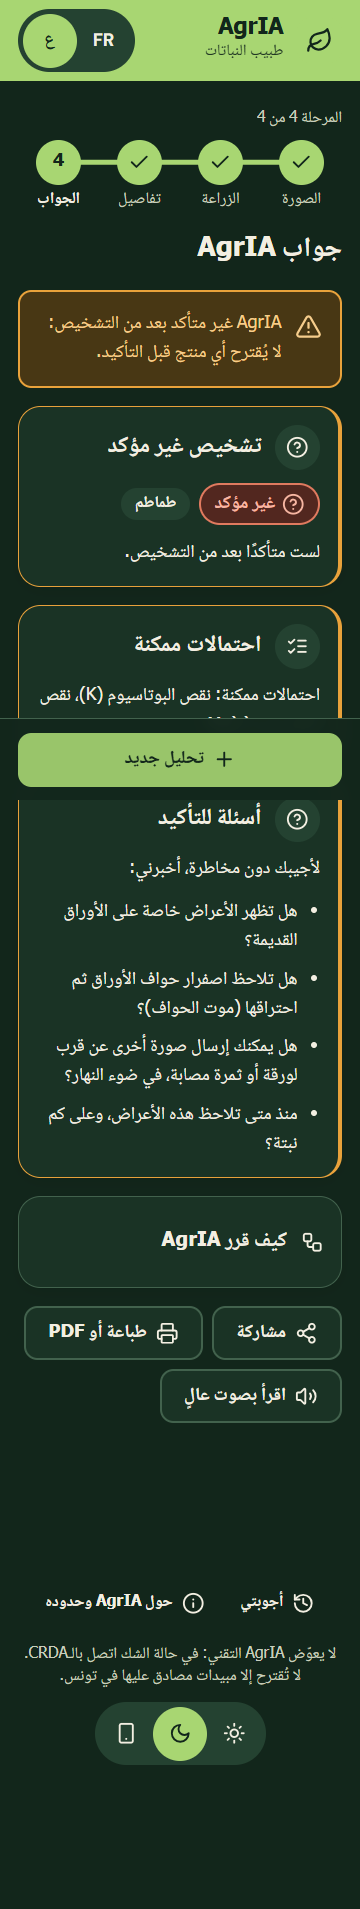 AgrIA
طبيب النباتات
FR
ع
المرحلة 4 من 4
4
الصورة
الزراعة
تفاصيل
الجواب
جواب AgrIA
AgrIA غير متأكد بعد من التشخيص:
لا يُقترح أي منتج قبل التأكيد.
تشخيص غير مؤكد
غير مؤكد
طماطم
لست متأكدًا بعد من التشخيص.
احتمالات ممكنة
احتمالات ممكنة: نقص البوتاسيوم (K)، نقص
تحليل جديد
أسئلة للتأكيد
لأجيبك دون مخاطرة، أخبرني:
• هل تظهر الأعراض خاصة على الأوراق
القديمة؟
• هل تلاحظ اصفرار حواف الأوراق ثم
احتراقها (موت الحواف)؟
• هل يمكنك إرسال صورة أخرى عن قرب
لورقة أو ثمرة مصابة، في ضوء النهار؟
• منذ متى تلاحظ هذه الأعراض، وعلى كم
نبتة؟
كيف قرر AgrIA
مشاركة
طباعة أو PDF
اقرأ بصوت عالٍ
أجوبتي
حول AgrIA وحدوده
لا يعوّض AgrIA التقني: في حالة الشك اتصل بالـCRDA.
لا تُقترح إلا مبيدات مصادق عليها في تونس.